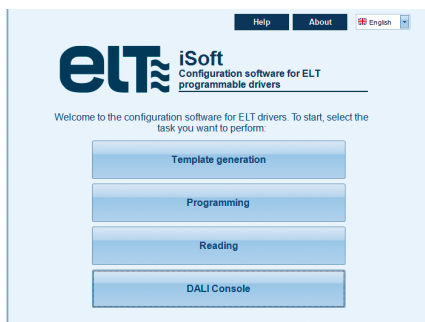 Help About English
eLT
iSoft
Configuration software for ELT
programmable drivers
Welcome to the configuration software for ELT drivers. To start, select the
task you want to perform:
Template generation
Programming
Reading
DALI Console